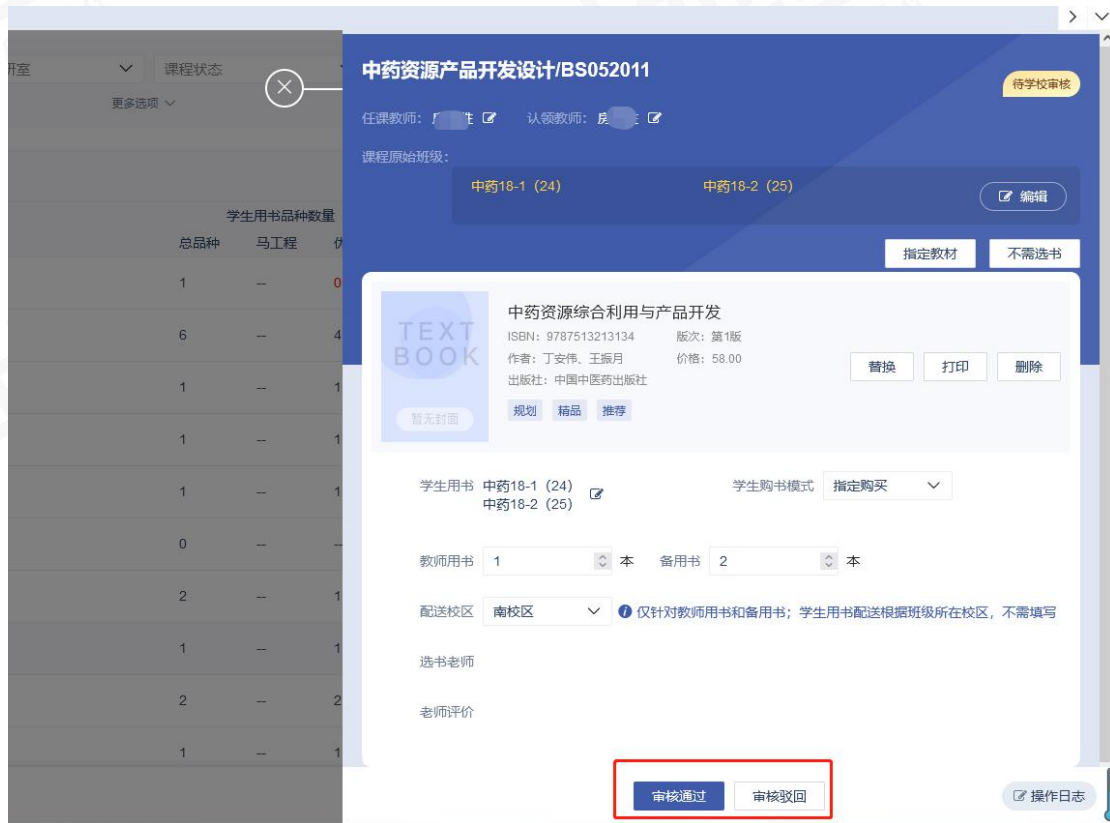 研室 课程状态
更多选项
学生用书品种数量
总品种 马工程
1 -- 0
6 -- 4
1 -- 1
1 -- 1
1 -- 1
0 -- --
2 -- 1
1 -- 1
2 -- 2
1 -- 1
中药资源产品开发设计/BS052011
待学校审核
任课教师: 认领教师:
课程原始班级:
中药18-1 (24) 中药18-2 (25) 编辑
指定教材 不需选书
TEXT
BOOK
暂无封面
中药资源综合利用与产品开发
ISBN: 9787513213134 版次: 第1版
作者: 丁安伟、王振月 价格: 58.00
出版社: 中国中医药出版社
规划 精品 推荐
替换 打印 删除
学生用书 中药18-1 (24) 学生购书模式 指定购买
中药18-2 (25)
教师用书 1 本 备用书 2 本
配送校区 南校区 仅针对教师用书和备用书; 学生用书配送根据班级所在校区, 不需填写
选书老师
老师评价
审核通过 审核驳回 操作日志